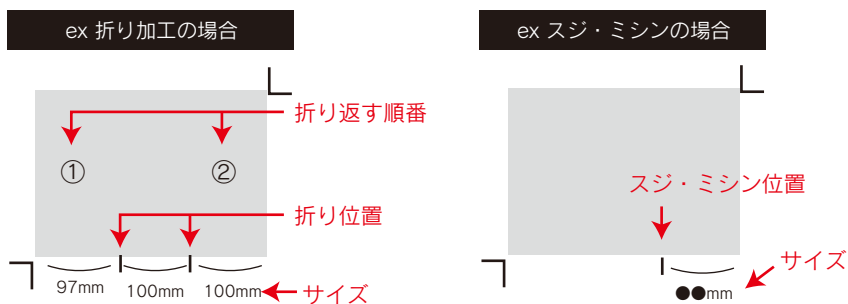 ex 折り加工の場合
折り返す順番
① ②
折り位置
97mm 100mm 100mm サイズ
ex スジ・ミシンの場合
スジ・ミシン位置
サイズ
●●mm